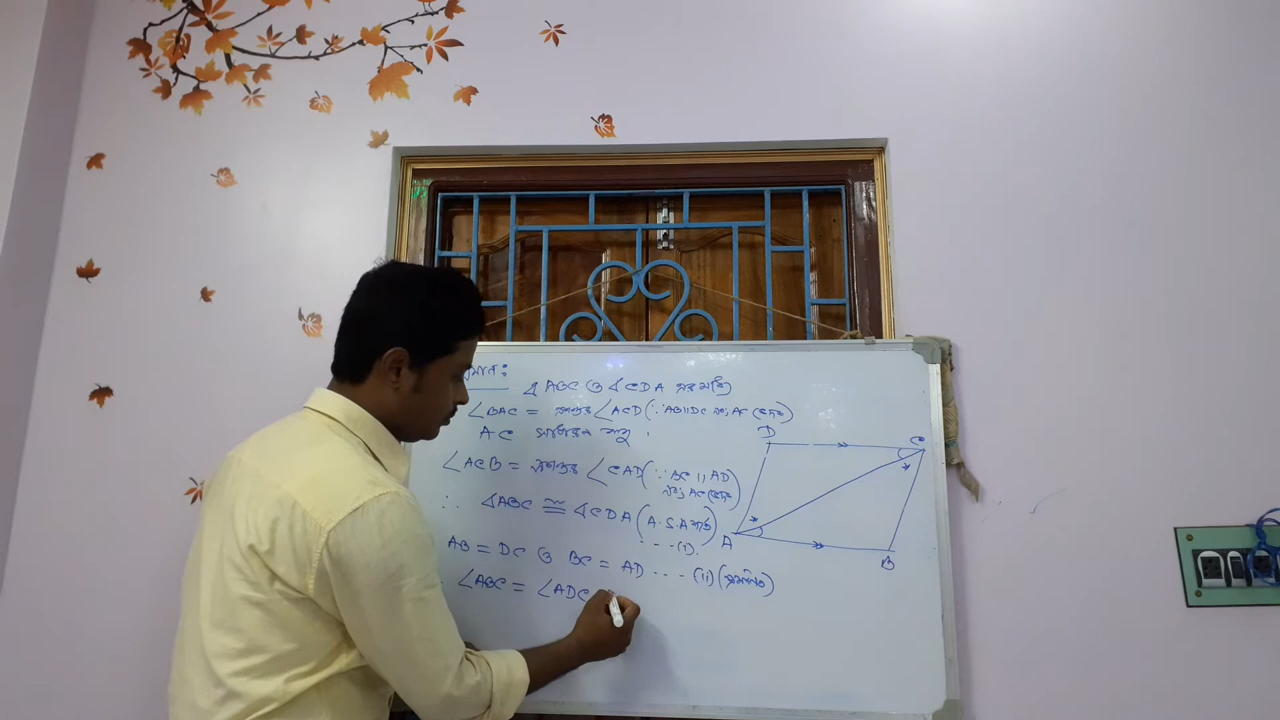 প্রমাণ:
△ABC ও △CDA এর মধ্যে
∠BAC = একান্তর ∠ACD (∵ AB||DC এবং AC ভেদক)
AC সাধারণ বাহু।
∠ACB = একান্তর ∠CAD (∵ BC || AD
এবং AC ভেদক)
∴ △ABC ≅ △CDA (A.S.A শর্তে)
---(i).
AB = DC ও BC = AD --- (ii) (প্রমাণিত)
∠ABC = ∠ADC
D
C
A
B